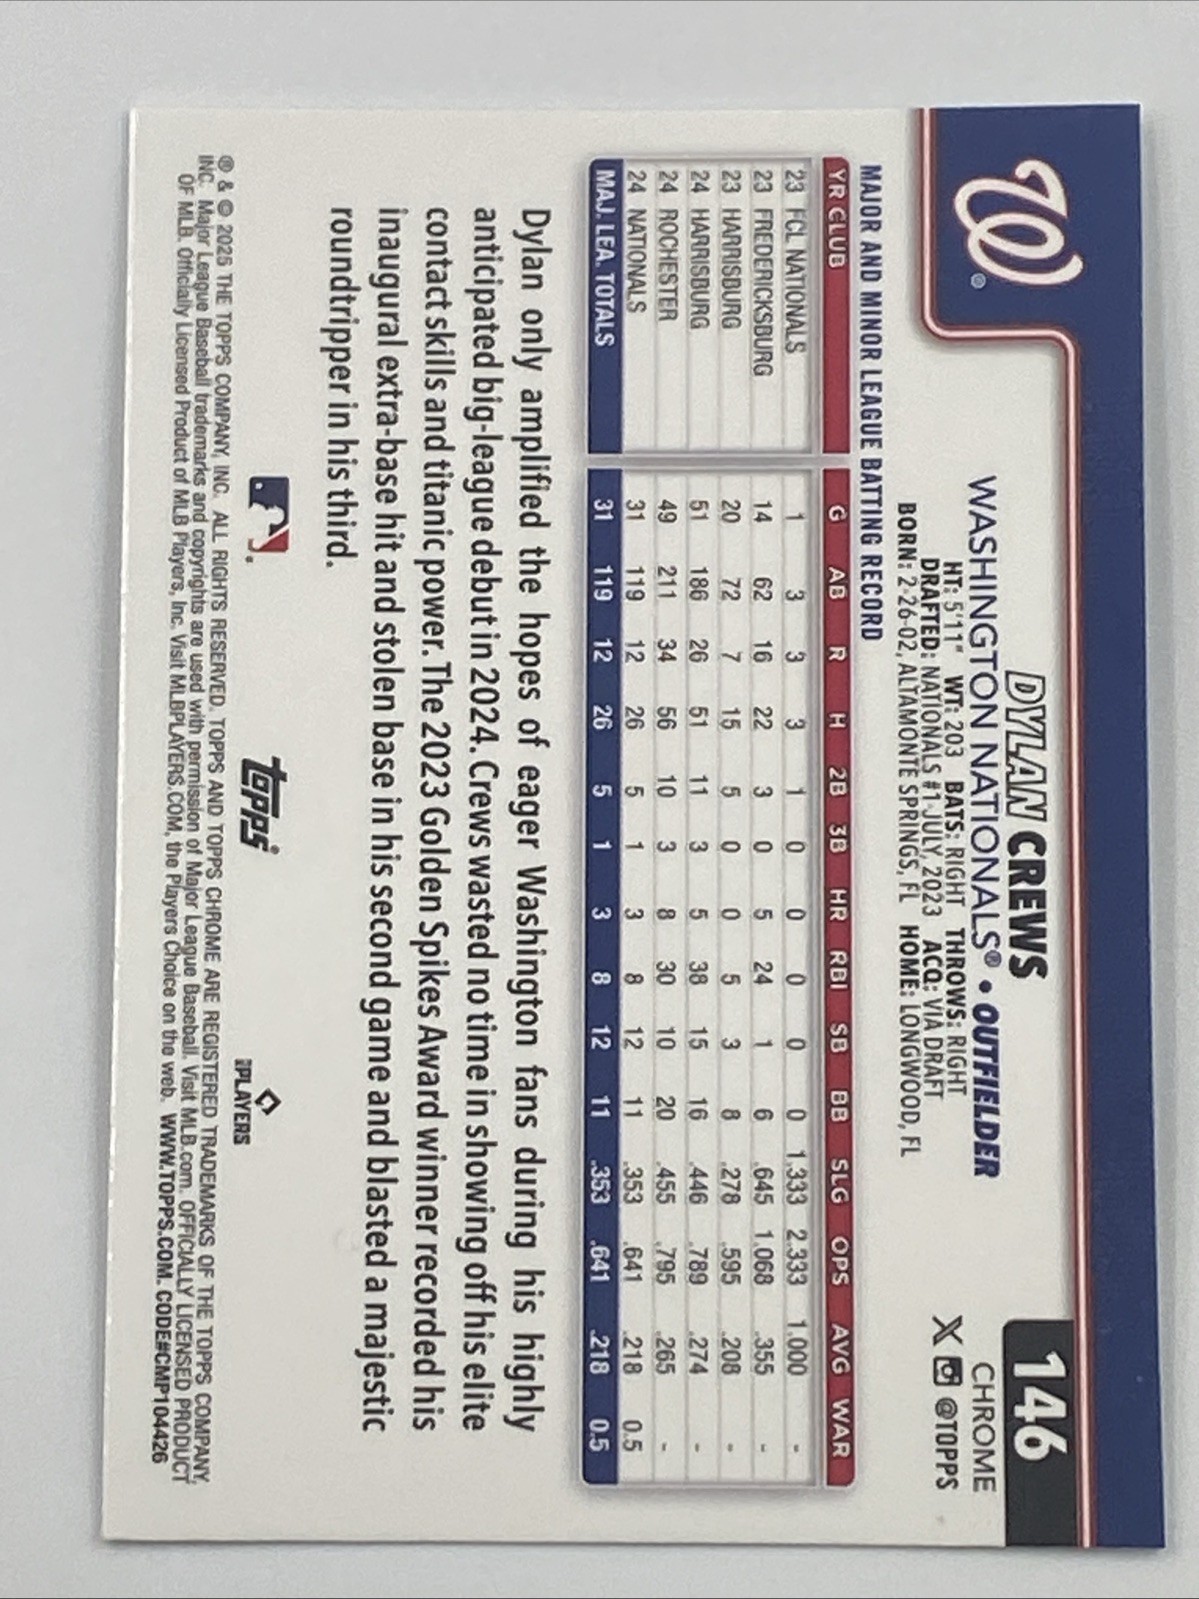 W®
146
DYLAN CREWS
CHROME
WASHINGTON NATIONALS® • OUTFIELDER
X @TOPPS
HT: 5'11" WT: 203 BATS: RIGHT THROWS: RIGHT
DRAFTED: NATIONALS #1-JULY, 2023 ACQ: VIA DRAFT
BORN: 2-26-02, ALTAMONTE SPRINGS, FL HOME: LONGWOOD, FL
MAJOR AND MINOR LEAGUE BATTING RECORD
YR CLUB G AB R H 2B 3B HR RBI SB BB SLG OPS AVG WAR
23 FCL NATIONALS 1 3 3 3 1 0 0 0 0 0 1.333 2.333 1.000 -
23 FREDERICKSBURG 14 62 16 22 3 0 5 24 1 6 .645 1.068 .355 -
23 HARRISBURG 20 72 7 15 5 0 0 5 3 8 .278 .595 .208 -
24 HARRISBURG 51 186 26 51 11 3 5 38 15 16 .446 .789 .274 -
24 ROCHESTER 49 211 34 56 10 3 8 30 10 20 .455 .795 .265 -
24 NATIONALS 31 119 12 26 5 1 3 8 12 11 .353 .641 .218 0.5
MAJ. LEA. TOTALS 31 119 12 26 5 1 3 8 12 11 .353 .641 .218 0.5
Dylan only amplified the hopes of eager Washington fans during his highly
anticipated big-league debut in 2024. Crews wasted no time in showing off his elite
contact skills and titanic power. The 2023 Golden Spikes Award winner recorded his
inaugural extra-base hit and stolen base in his second game and blasted a majestic
roundtripper in his third.
topps®
PLAYERS
® & © 2025 THE TOPPS COMPANY, INC. ALL RIGHTS RESERVED. TOPPS AND TOPPS CHROME ARE REGISTERED TRADEMARKS OF THE TOPPS COMPANY,
INC. Major League Baseball trademarks and copyrights are used with permission of Major League Baseball. Visit MLB.com. OFFICIALLY LICENSED PRODUCT
OF MLB. Officially Licensed Product of MLB Players, Inc. Visit MLBPLAYERS.COM, the Players Choice on the web. WWW.TOPPS.COM. CODE#CMP104426